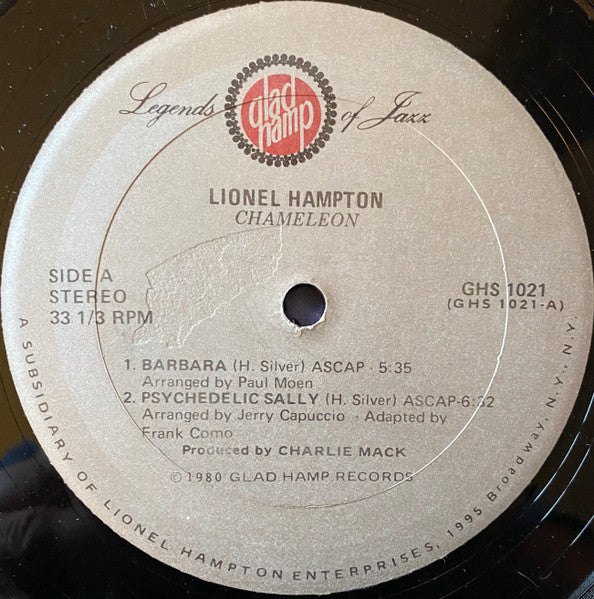 Legends of Jazz
glad
hamp
LIONEL HAMPTON
CHAMELEON
SIDE A
STEREO
33 1/3 RPM
GHS 1021
(GHS 1021-A)
1. BARBARA (H. Silver) ASCAP · 5:35
Arranged by Paul Moen
2. PSYCHEDELIC SALLY (H. Silver) ASCAP-6:32
Arranged by Jerry Capuccio · Adapted by
Frank Como
Produced by CHARLIE MACK
© 1980 GLAD HAMP RECORDS
A SUBSIDIARY OF LIONEL HAMPTON ENTERPRISES, 1995 Broadway, N.Y., N.Y.